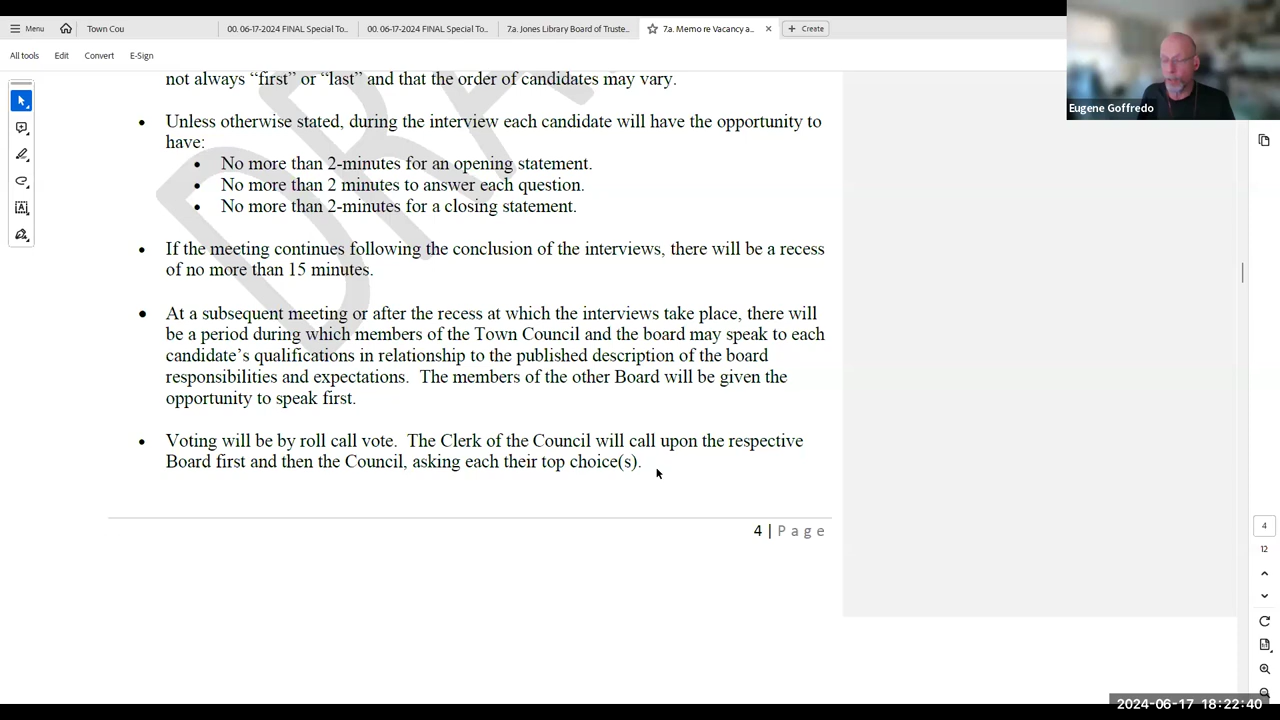 Menu
Town Cou
00. 06-17-2024 FINAL Special To...
00. 06-17-2024 FINAL Special To...
7a. Jones Library Board of Truste...
7a. Memo re Vacancy a...
Create
All tools
Edit
Convert
E-Sign
Eugene Goffredo
not always “first” or “last” and that the order of candidates may vary.
• Unless otherwise stated, during the interview each candidate will have the opportunity to
have:
• No more than 2-minutes for an opening statement.
• No more than 2 minutes to answer each question.
• No more than 2-minutes for a closing statement.
• If the meeting continues following the conclusion of the interviews, there will be a recess
of no more than 15 minutes.
• At a subsequent meeting or after the recess at which the interviews take place, there will
be a period during which members of the Town Council and the board may speak to each
candidate’s qualifications in relationship to the published description of the board
responsibilities and expectations.  The members of the other Board will be given the
opportunity to speak first.
• Voting will be by roll call vote.  The Clerk of the Council will call upon the respective
Board first and then the Council, asking each their top choice(s).
4 | Page
4
12
2024-06-17 18:22:40